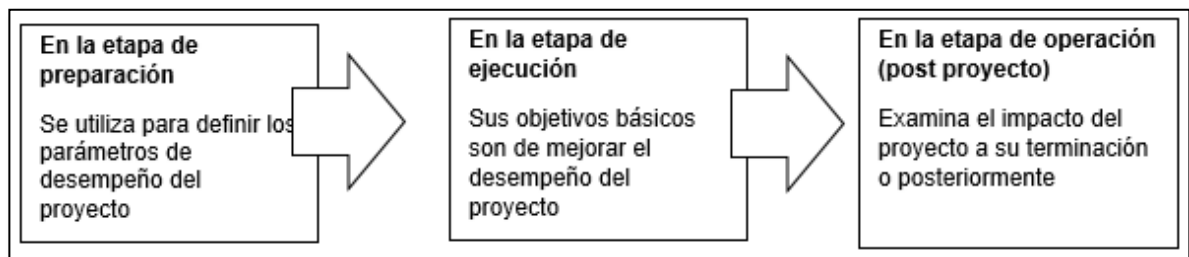 En la etapa de
preparación
Se utiliza para definir los
parámetros de
desempeño del
proyecto
En la etapa de
ejecución
Sus objetivos básicos
son de mejorar el
desempeño del
proyecto
En la etapa de operación
(post proyecto)
Examina el impacto del
proyecto a su terminación
o posteriormente